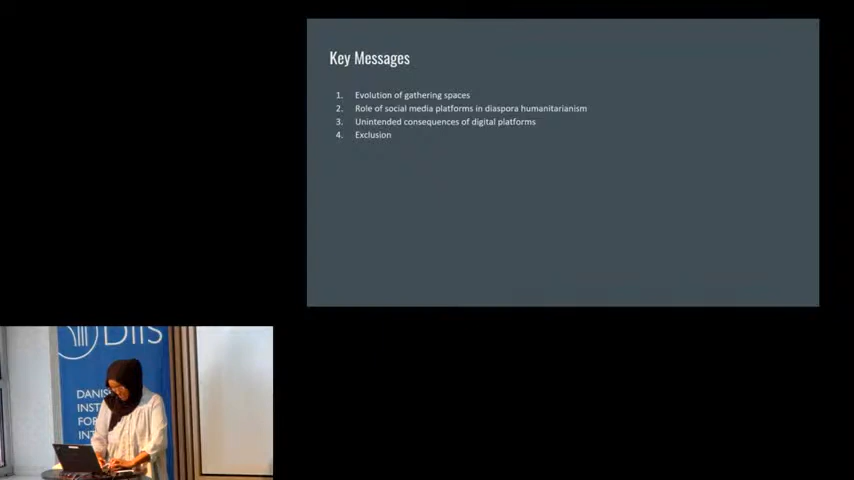 Key Messages
1. Evolution of gathering spaces
2. Role of social media platforms in diaspora humanitarianism
3. Unintended consequences of digital platforms
4. Exclusion
DIIS
DANIS
INST
FOR
INT